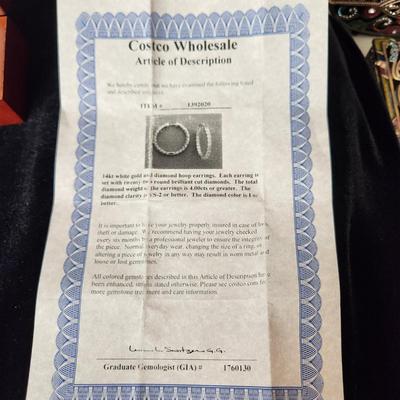 Costco Wholesale
Article of Description
We hereby certify that we have examined the following listed
and described
ITEM # 1392020
14kt white gold and diamond hoop earrings. Each earring is
set with twenty round brilliant cut diamonds. The total
diamond weight of the earrings is 4.00cts or greater. The
diamond clarity is VS-2 or better. The diamond color is I or
better.
It is important to have your jewelry properly insured in case of
theft or damage. We recommend having your jewelry checked
every six months by a professional jeweler to ensure the integrity of
the piece. Normal everyday wear, changing the size of a ring, or
altering a piece of jewelry in any way may result in worn metal and
loose or lost gemstones.
All colored gemstones described in this Article of Description have
been enhanced, unless stated otherwise. Please see costco.com for
more gemstone treatment and care information.
G.G.
Graduate Gemologist (GIA) # 1760130